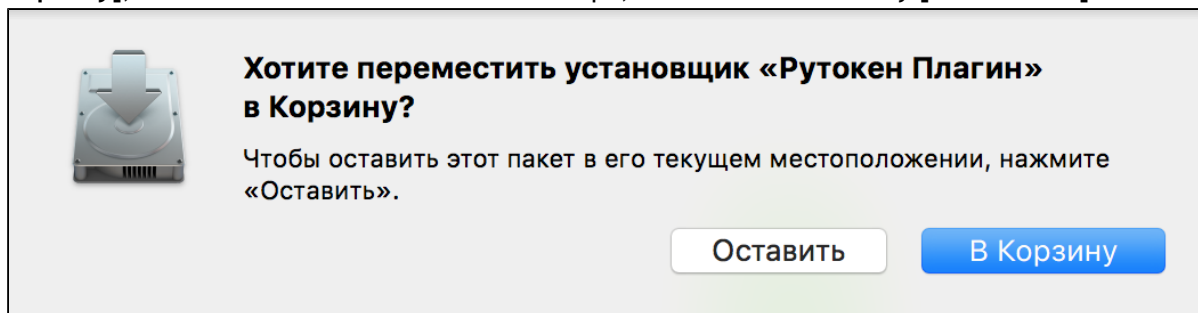 Хотите переместить установщик «Рутокен Плагин»
в Корзину?
Чтобы оставить этот пакет в его текущем местоположении, нажмите
«Оставить».
Оставить В Корзину